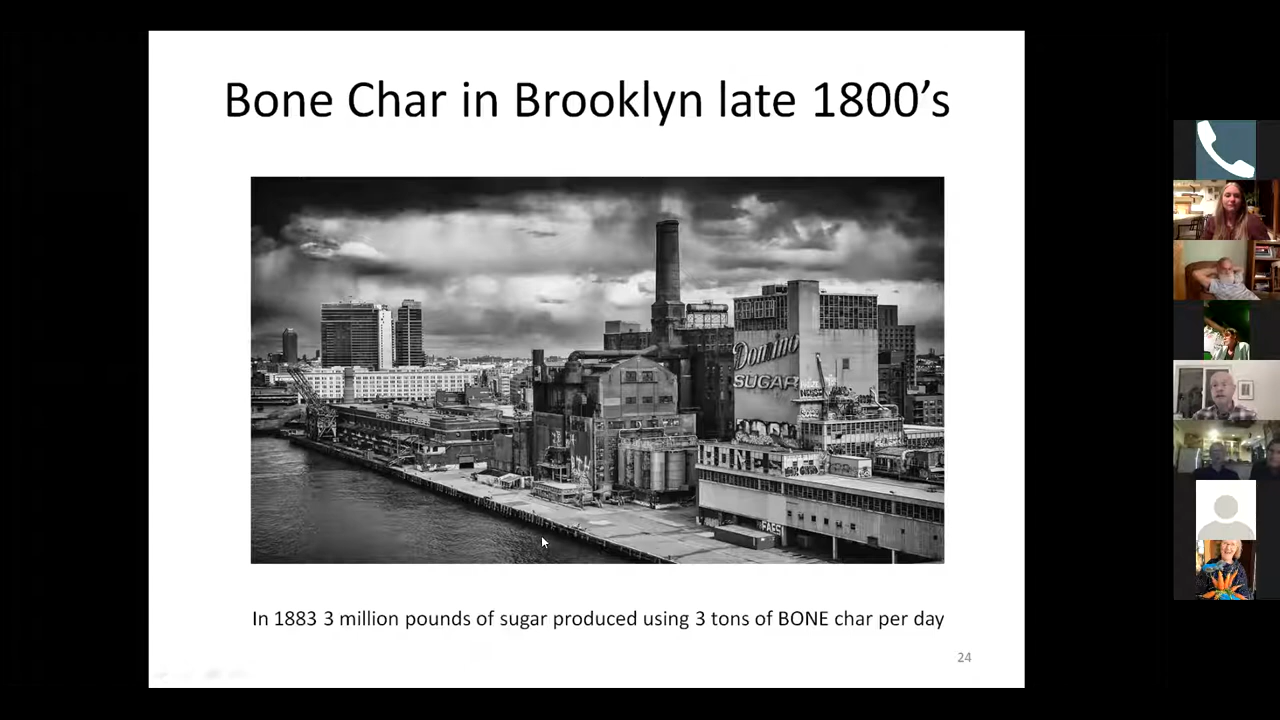 Bone Char in Brooklyn late 1800's
Domino
SUGAR
In 1883 3 million pounds of sugar produced using 3 tons of BONE char per day
24